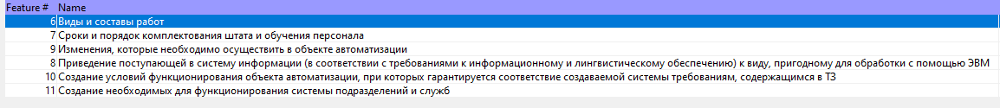 Feature # Name
6 Виды и составы работ
7 Сроки и порядок комплектования штата и обучения персонала
9 Изменения, которые необходимо осуществить в объекте автоматизации
8 Приведение поступающей в систему информации (в соответствии с требованиями к информационному и лингвистическому обеспечению) к виду, пригодному для обработки с помощью ЭВМ
10 Создание условий функционирования объекта автоматизации, при которых гарантируется соответствие создаваемой системы требованиям, содержащимся в ТЗ
11 Создание необходимых для функционирования системы подразделений и служб